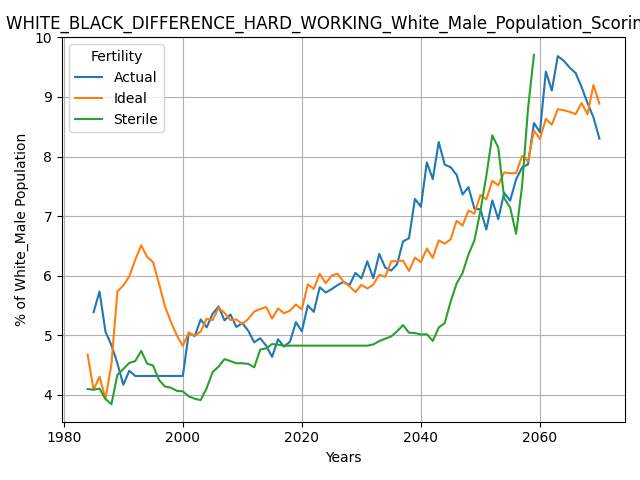 WHITE_BLACK_DIFFERENCE_HARD_WORKING_White_Male_Population_Scorin
10
9
8
7
6
5
4
% of White_Male Population
Fertility
Actual
Ideal
Sterile
1980 2000 2020 2040 2060
Years